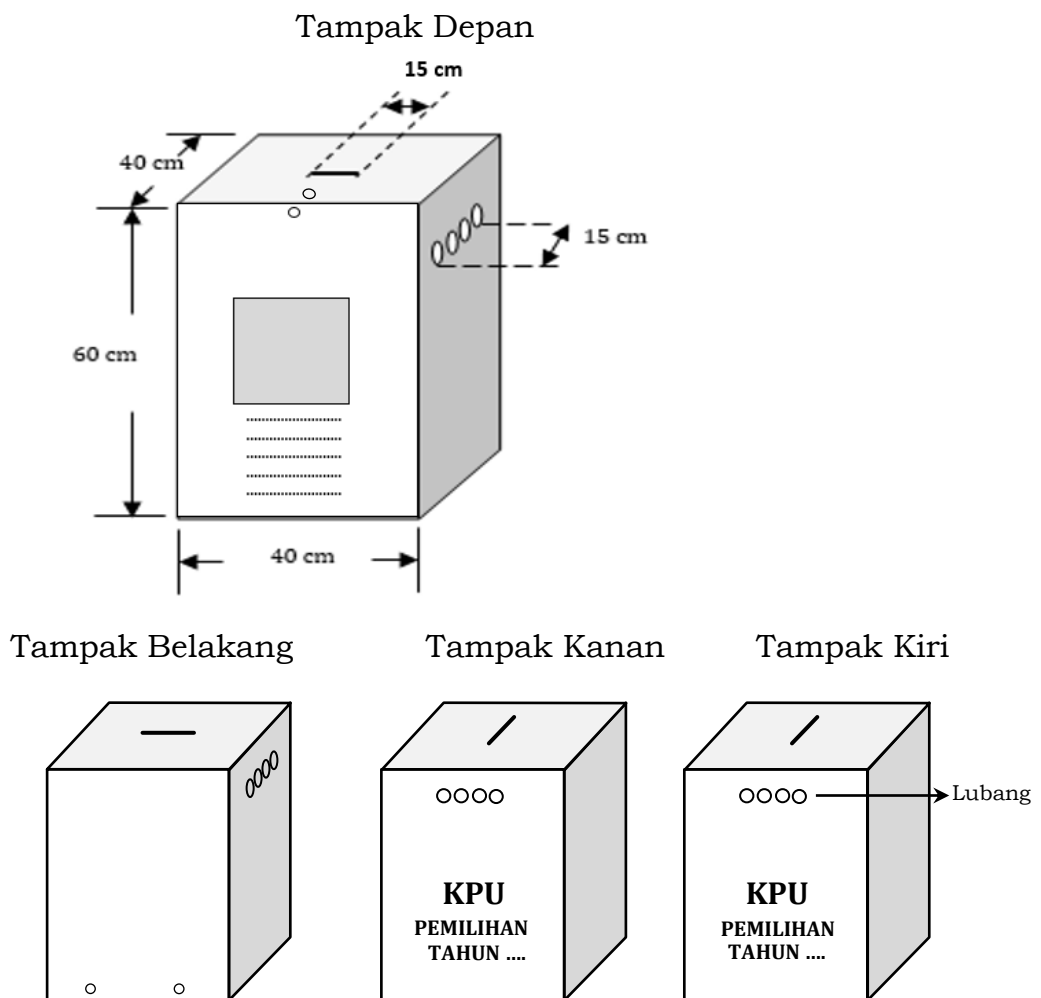 Tampak Depan
15 cm
40 cm
15 cm
60 cm
40 cm
Tampak Belakang
Tampak Kanan
Tampak Kiri
Lubang
KPU
PEMILIHAN
TAHUN ....
KPU
PEMILIHAN
TAHUN ....